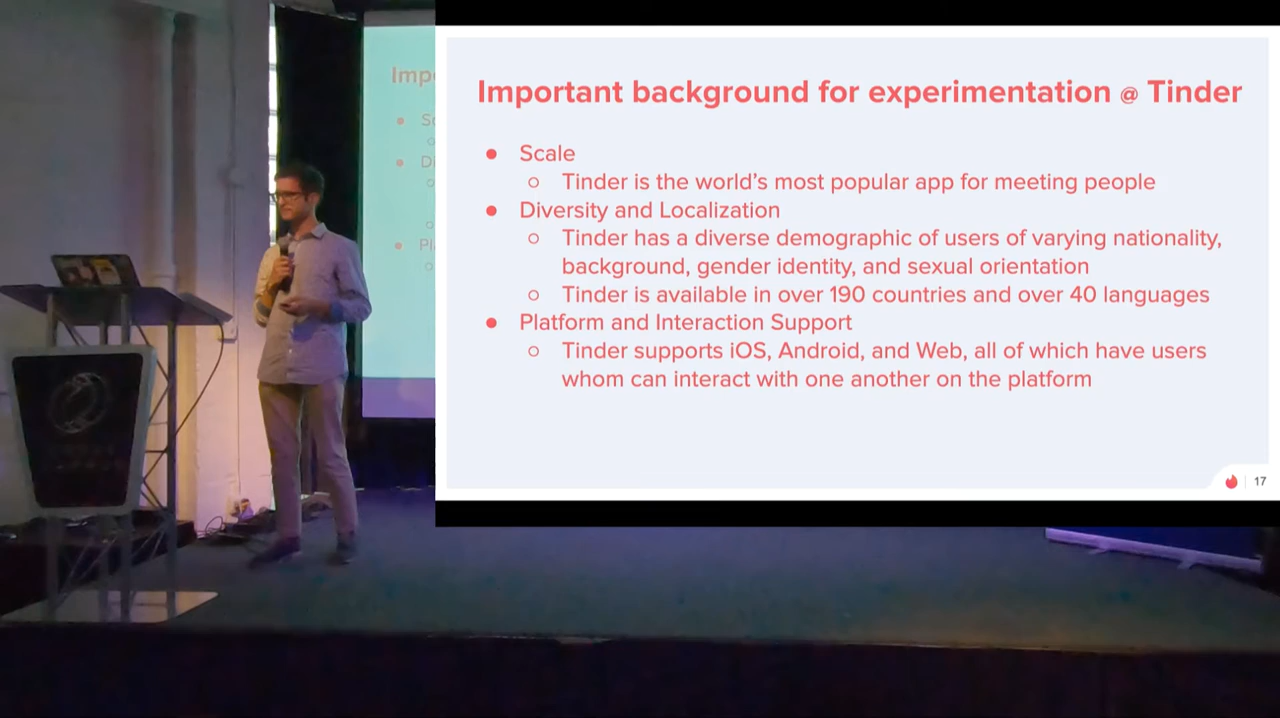 Important background for experimentation @ Tinder
● Scale
○ Tinder is the world's most popular app for meeting people
● Diversity and Localization
○ Tinder has a diverse demographic of users of varying nationality,
background, gender identity, and sexual orientation
○ Tinder is available in over 190 countries and over 40 languages
● Platform and Interaction Support
○ Tinder supports iOS, Android, and Web, all of which have users
whom can interact with one another on the platform
17
Imp
Sc
D
Pl